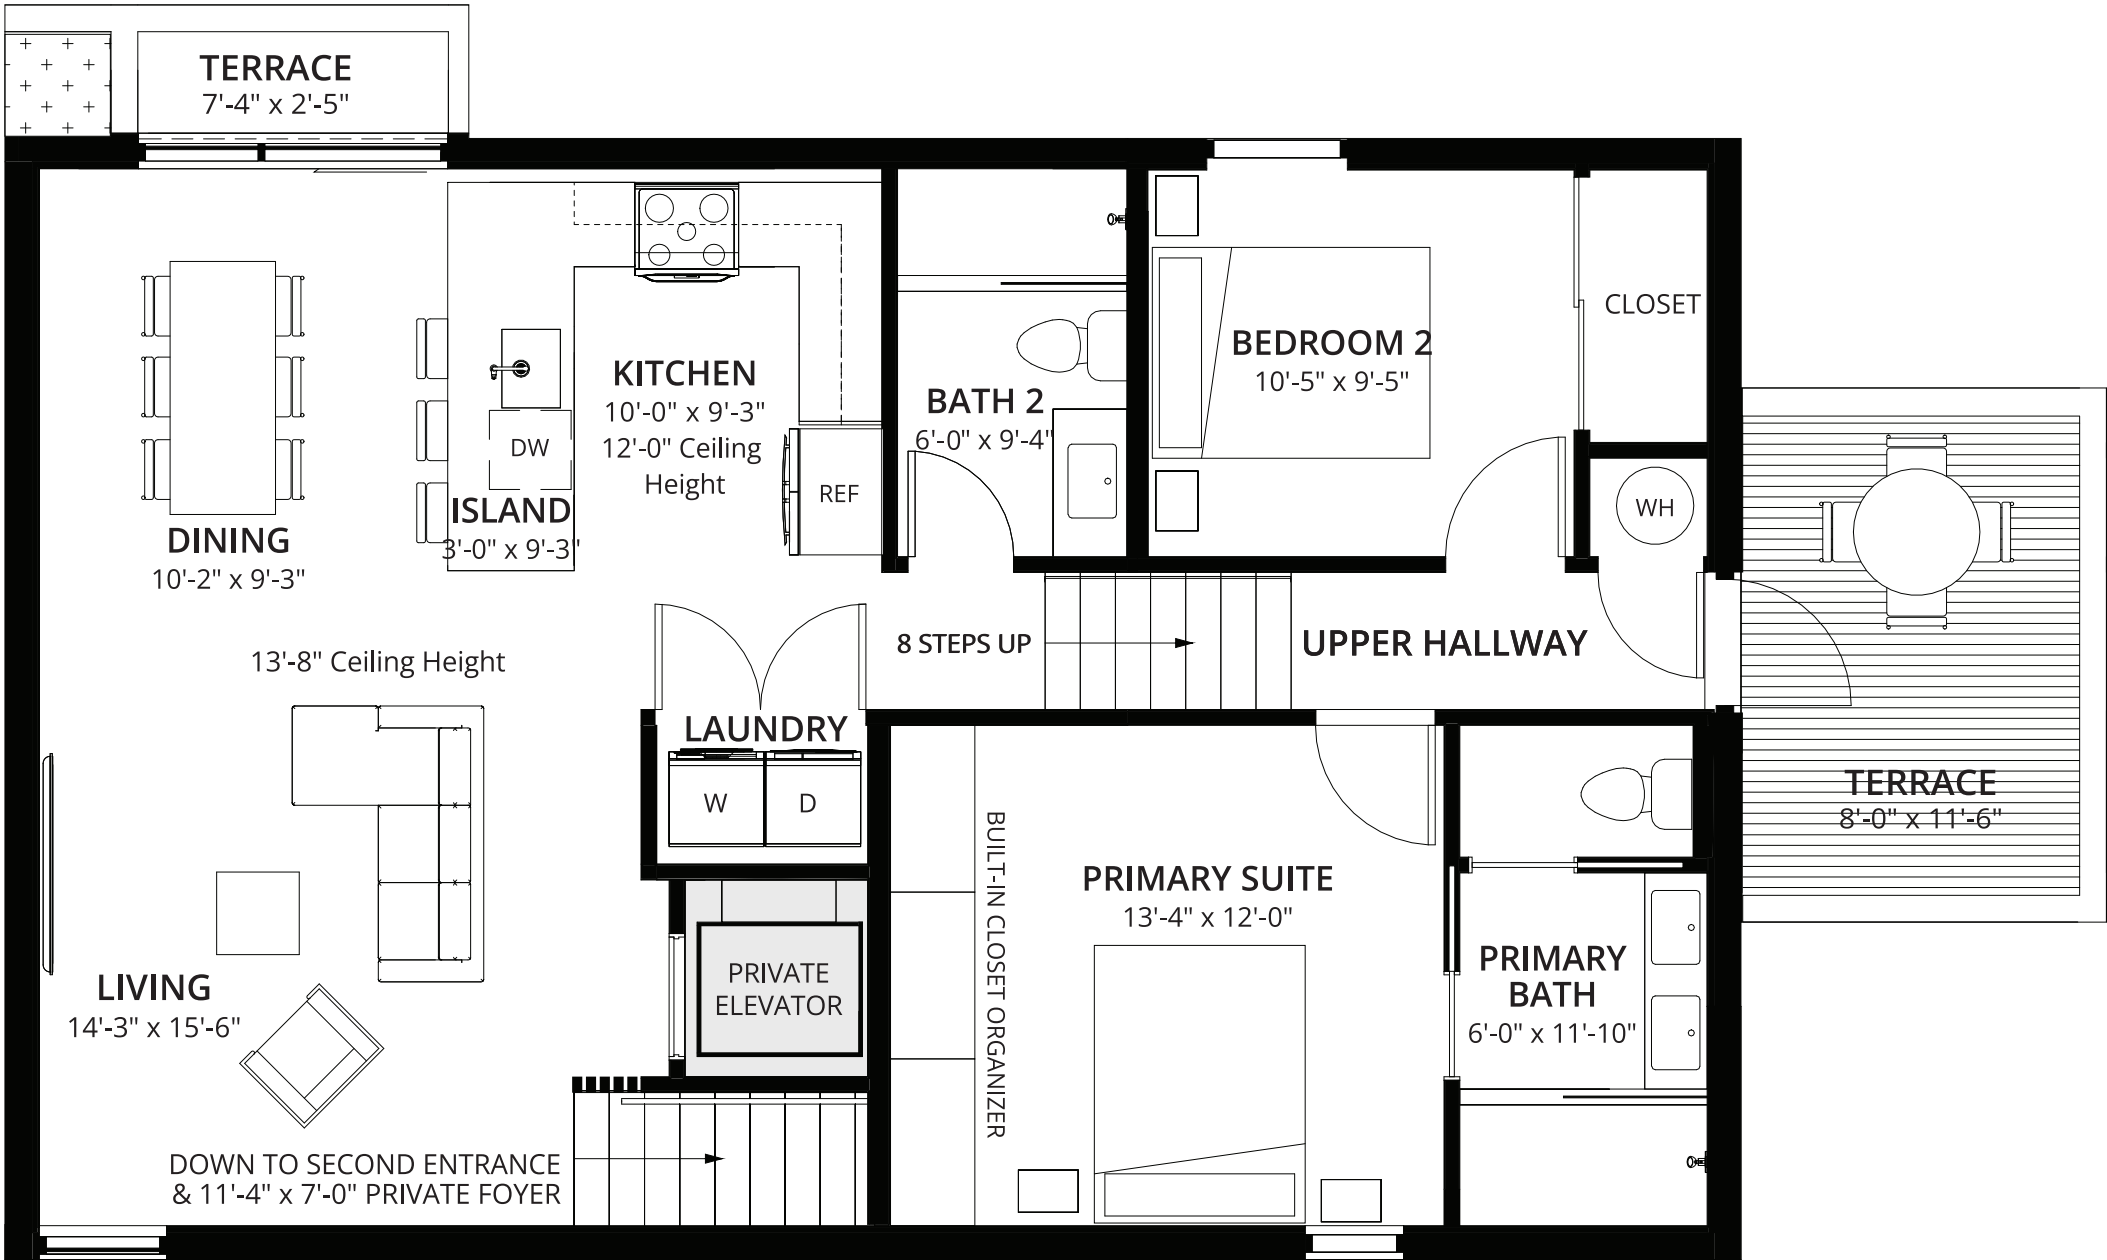 TERRACE
7'-4" x 2'-5"
KITCHEN
10'-0" x 9'-3"
12'-0" Ceiling
Height
DW
REF
ISLAND
3'-0" x 9'-3"
DINING
10'-2" x 9'-3"
BATH 2
6'-0" x 9'-4"
BEDROOM 2
10'-5" x 9'-5"
CLOSET
WH
13'-8" Ceiling Height
8 STEPS UP
UPPER HALLWAY
LAUNDRY
W
D
TERRACE
8'-0" x 11'-6"
PRIMARY SUITE
13'-4" x 12'-0"
BUILT-IN CLOSET ORGANIZER
PRIMARY
BATH
6'-0" x 11'-10"
PRIVATE
ELEVATOR
LIVING
14'-3" x 15'-6"
DOWN TO SECOND ENTRANCE
& 11'-4" x 7'-0" PRIVATE FOYER